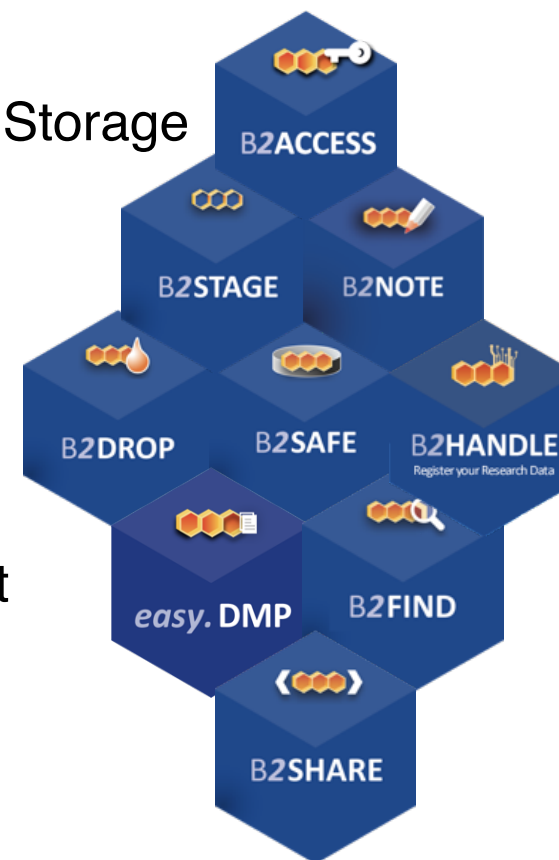 Storage
B2ACCESS
B2STAGE
B2NOTE
B2DROP
B2SAFE
B2HANDLE
Register your Research Data
t
easy.DMP
B2FIND
B2SHARE